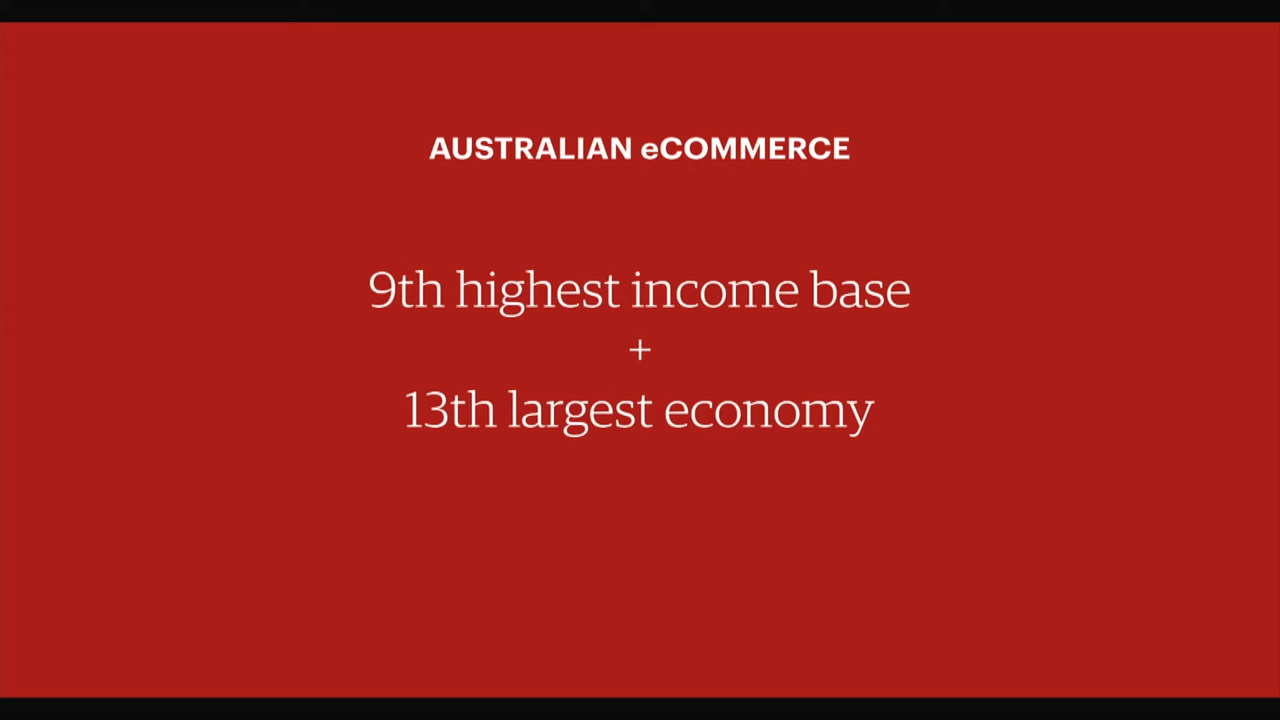 AUSTRALIAN eCOMMERCE
9th highest income base
+
13th largest economy